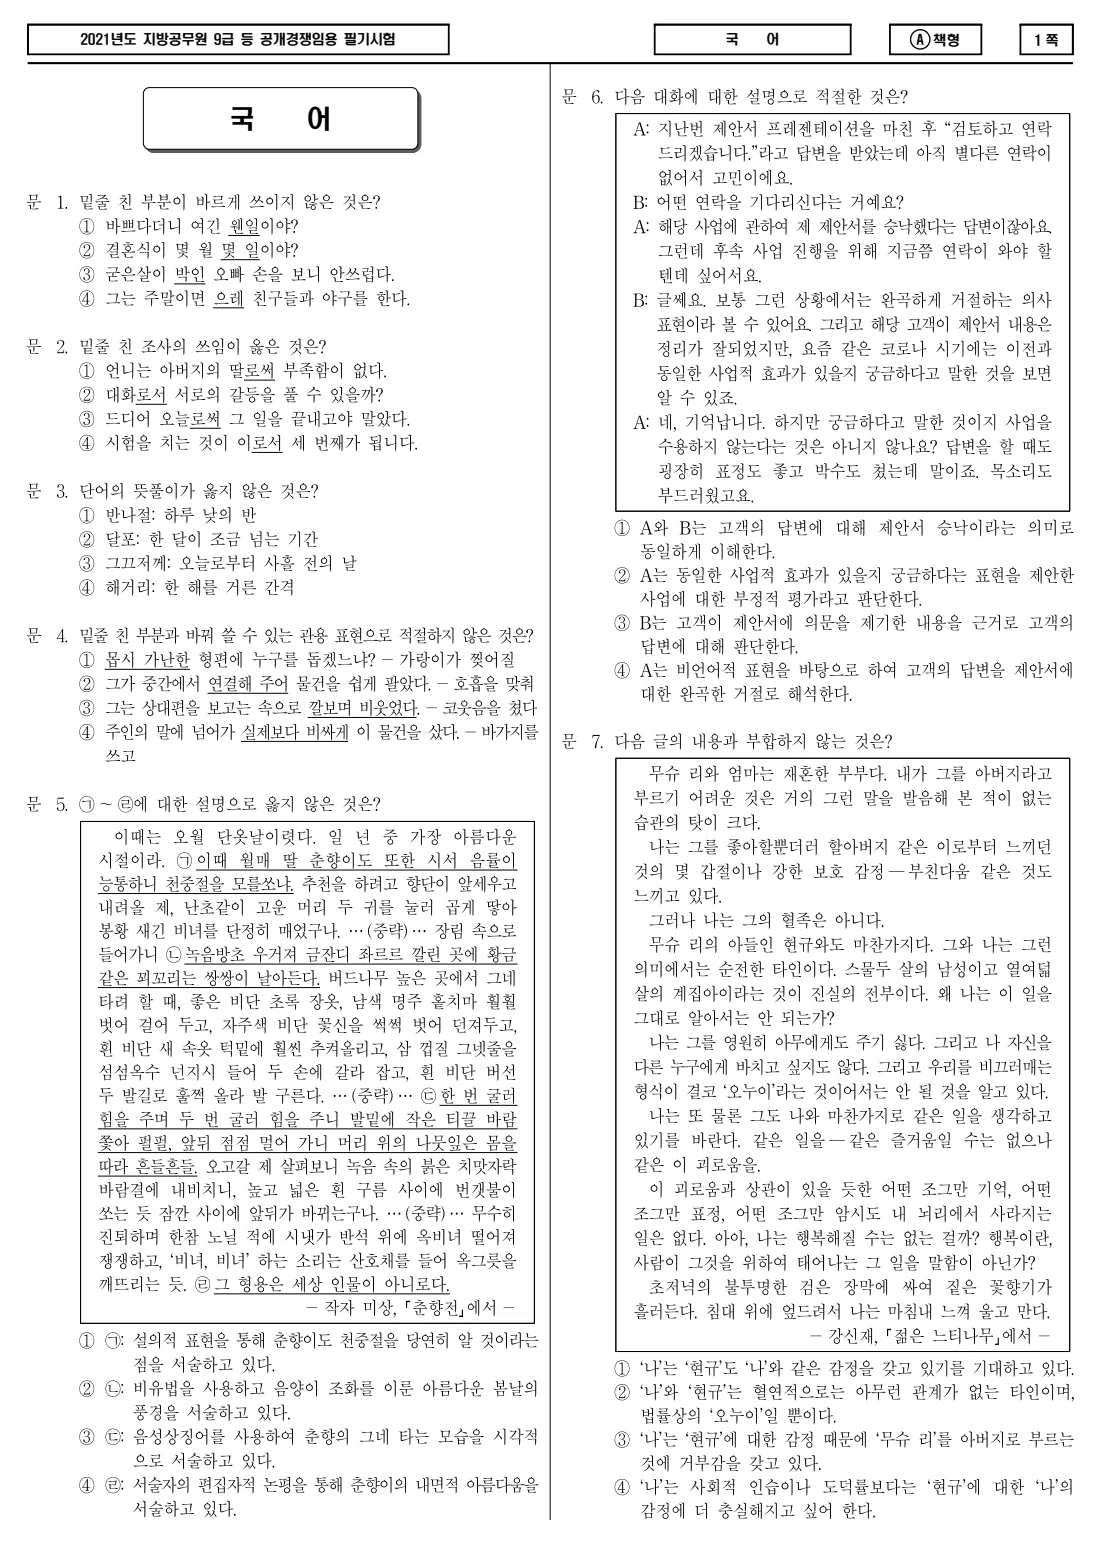 2021년도 지방공무원 9급 등 공개경쟁임용 필기시험
국 어
Ⓐ책형
1 쪽
국 어
문 1. 밑줄 친 부분이 바르게 쓰이지 않은 것은?
① 바쁘다더니 여긴 웬일이야?
② 결혼식이 몇 월 몇 일이야?
③ 굳은살이 박인 오빠 손을 보니 안쓰럽다.
④ 그는 주말이면 으레 친구들과 야구를 한다.
문 2. 밑줄 친 조사의 쓰임이 옳은 것은?
① 언니는 아버지의 딸로써 부족함이 없다.
② 대화로서 서로의 갈등을 풀 수 있을까?
③ 드디어 오늘로써 그 일을 끝내고야 말았다.
④ 시험을 치는 것이 이로서 세 번째가 됩니다.
문 3. 단어의 뜻풀이가 옳지 않은 것은?
① 반나절: 하루 낮의 반
② 달포: 한 달이 조금 넘는 기간
③ 그끄저께: 오늘로부터 사흘 전의 날
④ 해거리: 한 해를 거른 간격
문 4. 밑줄 친 부분과 바꿔 쓸 수 있는 관용 표현으로 적절하지 않은 것은?
① 몹시 가난한 형편에 누구를 돕겠느냐? － 가랑이가 찢어질
② 그가 중간에서 연결해 주어 물건을 쉽게 팔았다. － 호흡을 맞춰
③ 그는 상대편을 보고는 속으로 깔보며 비웃었다. － 코웃음을 쳤다
④ 주인의 말에 넘어가 실제보다 비싸게 이 물건을 샀다. － 바가지를
쓰고
문 5. ㉠ ~ ㉣에 대한 설명으로 옳지 않은 것은?
이때는 오월 단옷날이렷다. 일 년 중 가장 아름다운
시절이라. ㉠ 이때 월매 딸 춘향이도 또한 시서 음률이
능통하니 천중절을 모를쏘냐. 추천을 하려고 향단이 앞세우고
내려올 제, 난초같이 고운 머리 두 귀를 눌러 곱게 땋아
봉황 새긴 비녀를 단정히 매었구나. …(중략)… 장림 속으로
들어가니 ㉡ 녹음방초 우거져 금잔디 좌르르 깔린 곳에 황금
같은 꾀꼬리는 쌍쌍이 날아든다. 버드나무 높은 곳에서 그네
타려 할 때, 좋은 비단 초록 장옷, 남색 명주 홑치마 훨훨
벗어 걸어 두고, 자주색 비단 꽃신을 썩썩 벗어 던져두고,
흰 비단 새 속옷 턱밑에 훨씬 추켜올리고, 삼 껍질 그넷줄을
섬섬옥수 넌지시 들어 두 손에 갈라 잡고, 흰 비단 버선
두 발길로 훌쩍 올라 발 구른다. …(중략)… ㉢ 한 번 굴러
힘을 주며 두 번 굴러 힘을 주니 발밑에 작은 티끌 바람
쫓아 펄펄, 앞뒤 점점 멀어 가니 머리 위의 나뭇잎은 몸을
따라 흔들흔들. 오고갈 제 살펴보니 녹음 속의 붉은 치맛자락
바람결에 내비치니, 높고 넓은 흰 구름 사이에 번갯불이
쏘는 듯 잠깐 사이에 앞뒤가 바뀌는구나. …(중략)… 무수히
진퇴하며 한참 노닐 적에 시냇가 반석 위에 옥비녀 떨어져
쟁쟁하고, ‘비녀, 비녀’ 하는 소리는 산호채를 들어 옥그릇을
깨뜨리는 듯. ㉣ 그 형용은 세상 인물이 아니로다.
－ 작자 미상, 「춘향전」에서 －
① ㉠: 설의적 표현을 통해 춘향이도 천중절을 당연히 알 것이라는
점을 서술하고 있다.
② ㉡: 비유법을 사용하고 음양이 조화를 이룬 아름다운 봄날의
풍경을 서술하고 있다.
③ ㉢: 음성상징어를 사용하여 춘향의 그네 타는 모습을 시각적
으로 서술하고 있다.
④ ㉣: 서술자의 편집자적 논평을 통해 춘향이의 내면적 아름다움을
서술하고 있다.
문 6. 다음 대화에 대한 설명으로 적절한 것은?
A: 지난번 제안서 프레젠테이션을 마친 후 “검토하고 연락
드리겠습니다.”라고 답변을 받았는데 아직 별다른 연락이
없어서 고민이에요.
B: 어떤 연락을 기다리신다는 거예요?
A: 해당 사업에 관하여 제 제안서를 승낙했다는 답변이잖아요.
그런데 후속 사업 진행을 위해 지금쯤 연락이 와야 할
텐데 싶어서요.
B: 글쎄요. 보통 그런 상황에서는 완곡하게 거절하는 의사
표현이라 볼 수 있어요. 그리고 해당 고객이 제안서 내용은
정리가 잘되었지만, 요즘 같은 코로나 시기에는 이전과
동일한 사업적 효과가 있을지 궁금하다고 말한 것을 보면
알 수 있죠.
A: 네, 기억납니다. 하지만 궁금하다고 말한 것이지 사업을
수용하지 않는다는 것은 아니지 않나요? 답변을 할 때도
굉장히 표정도 좋고 박수도 쳤는데 말이죠. 목소리도
부드러웠고요.
① A와 B는 고객의 답변에 대해 제안서 승낙이라는 의미로
동일하게 이해한다.
② A는 동일한 사업적 효과가 있을지 궁금하다는 표현을 제안한
사업에 대한 부정적 평가라고 판단한다.
③ B는 고객이 제안서에 의문을 제기한 내용을 근거로 고객의
답변에 대해 판단한다.
④ A는 비언어적 표현을 바탕으로 하여 고객의 답변을 제안서에
대한 완곡한 거절로 해석한다.
문 7. 다음 글의 내용과 부합하지 않는 것은?
무슈 리와 엄마는 재혼한 부부다. 내가 그를 아버지라고
부르기 어려운 것은 거의 그런 말을 발음해 본 적이 없는
습관의 탓이 크다.
나는 그를 좋아할뿐더러 할아버지 같은 이로부터 느끼던
것의 몇 갑절이나 강한 보호 감정 ― 부친다움 같은 것도
느끼고 있다.
그러나 나는 그의 혈족은 아니다.
무슈 리의 아들인 현규와도 마찬가지다. 그와 나는 그런
의미에서는 순전한 타인이다. 스물두 살의 남성이고 열여덟
살의 계집아이라는 것이 진실의 전부이다. 왜 나는 이 일을
그대로 알아서는 안 되는가?
나는 그를 영원히 아무에게도 주기 싫다. 그리고 나 자신을
다른 누구에게 바치고 싶지도 않다. 그리고 우리를 비끄러매는
형식이 결코 ‘오누이’라는 것이어서는 안 될 것을 알고 있다.
나는 또 물론 그도 나와 마찬가지로 같은 일을 생각하고
있기를 바란다. 같은 일을 ― 같은 즐거움일 수는 없으나
같은 이 괴로움을.
이 괴로움과 상관이 있을 듯한 어떤 조그만 기억, 어떤
조그만 표정, 어떤 조그만 암시도 내 뇌리에서 사라지는
일은 없다. 아아, 나는 행복해질 수는 없는 걸까? 행복이란,
사람이 그것을 위하여 태어나는 그 일을 말함이 아닌가?
초저녁의 불투명한 검은 장막에 싸여 짙은 꽃향기가
흘러든다. 침대 위에 엎드려서 나는 마침내 느껴 울고 만다.
－ 강신재, 「젊은 느티나무」에서 －
① ‘나’는 ‘현규’도 ‘나’와 같은 감정을 갖고 있기를 기대하고 있다.
② ‘나’와 ‘현규’는 혈연적으로는 아무런 관계가 없는 타인이며,
법률상의 ‘오누이’일 뿐이다.
③ ‘나’는 ‘현규’에 대한 감정 때문에 ‘무슈 리’를 아버지로 부르는
것에 거부감을 갖고 있다.
④ ‘나’는 사회적 인습이나 도덕률보다는 ‘현규’에 대한 ‘나’의
감정에 더 충실해지고 싶어 한다.